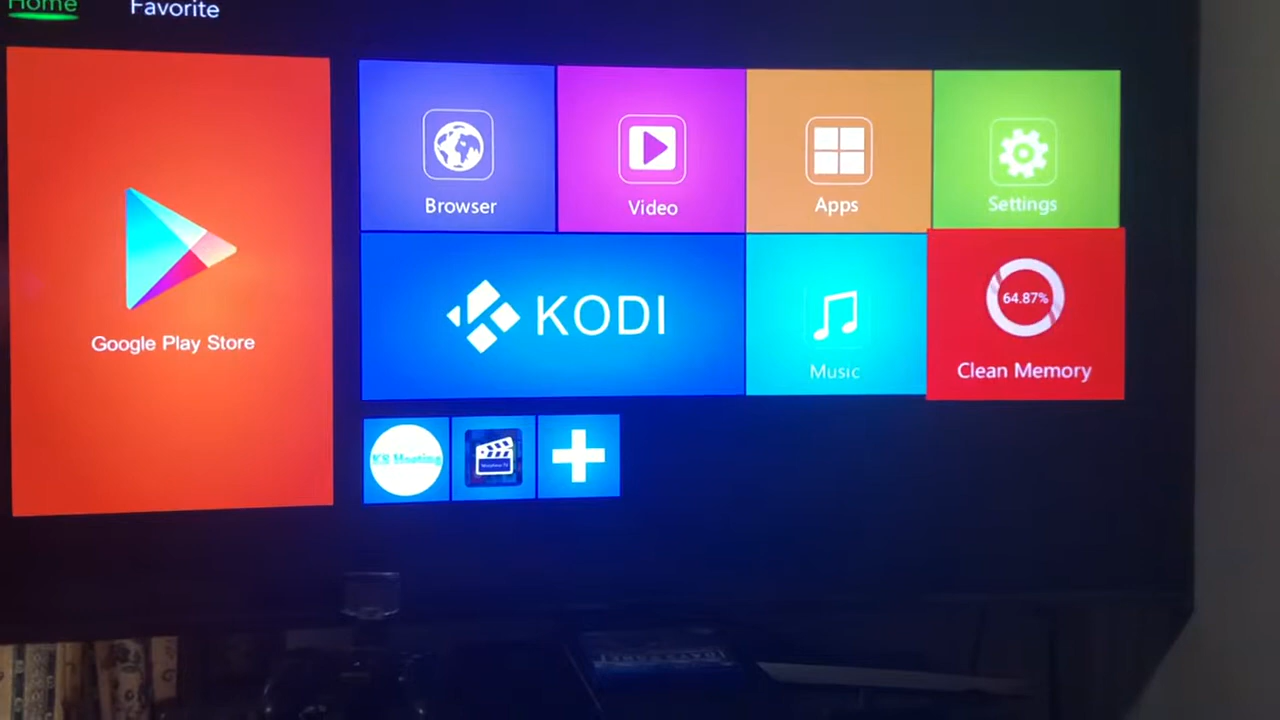 Home
Favorite
Google Play Store
Browser
Video
Apps
Settings
KODI
Music
64.87%
Clean Memory